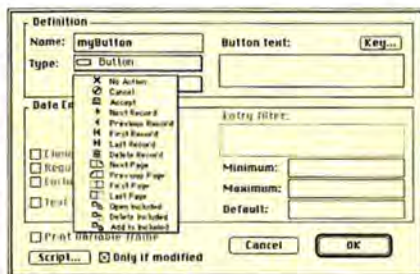 Definition
Name: myButton
Button text:
Key...
Type: Button
No Action
Cancel
Accept
Next Record
Previous Record
First Record
Last Record
Delete Record
Next Page
Previous Page
First Page
Last Page
Open Included
Delete Included
Add to Included
Data En
Entry filter:
Minimum:
Maximum:
Default:
Text
Print Variable Frame
Script...
Only if modified
Cancel
OK